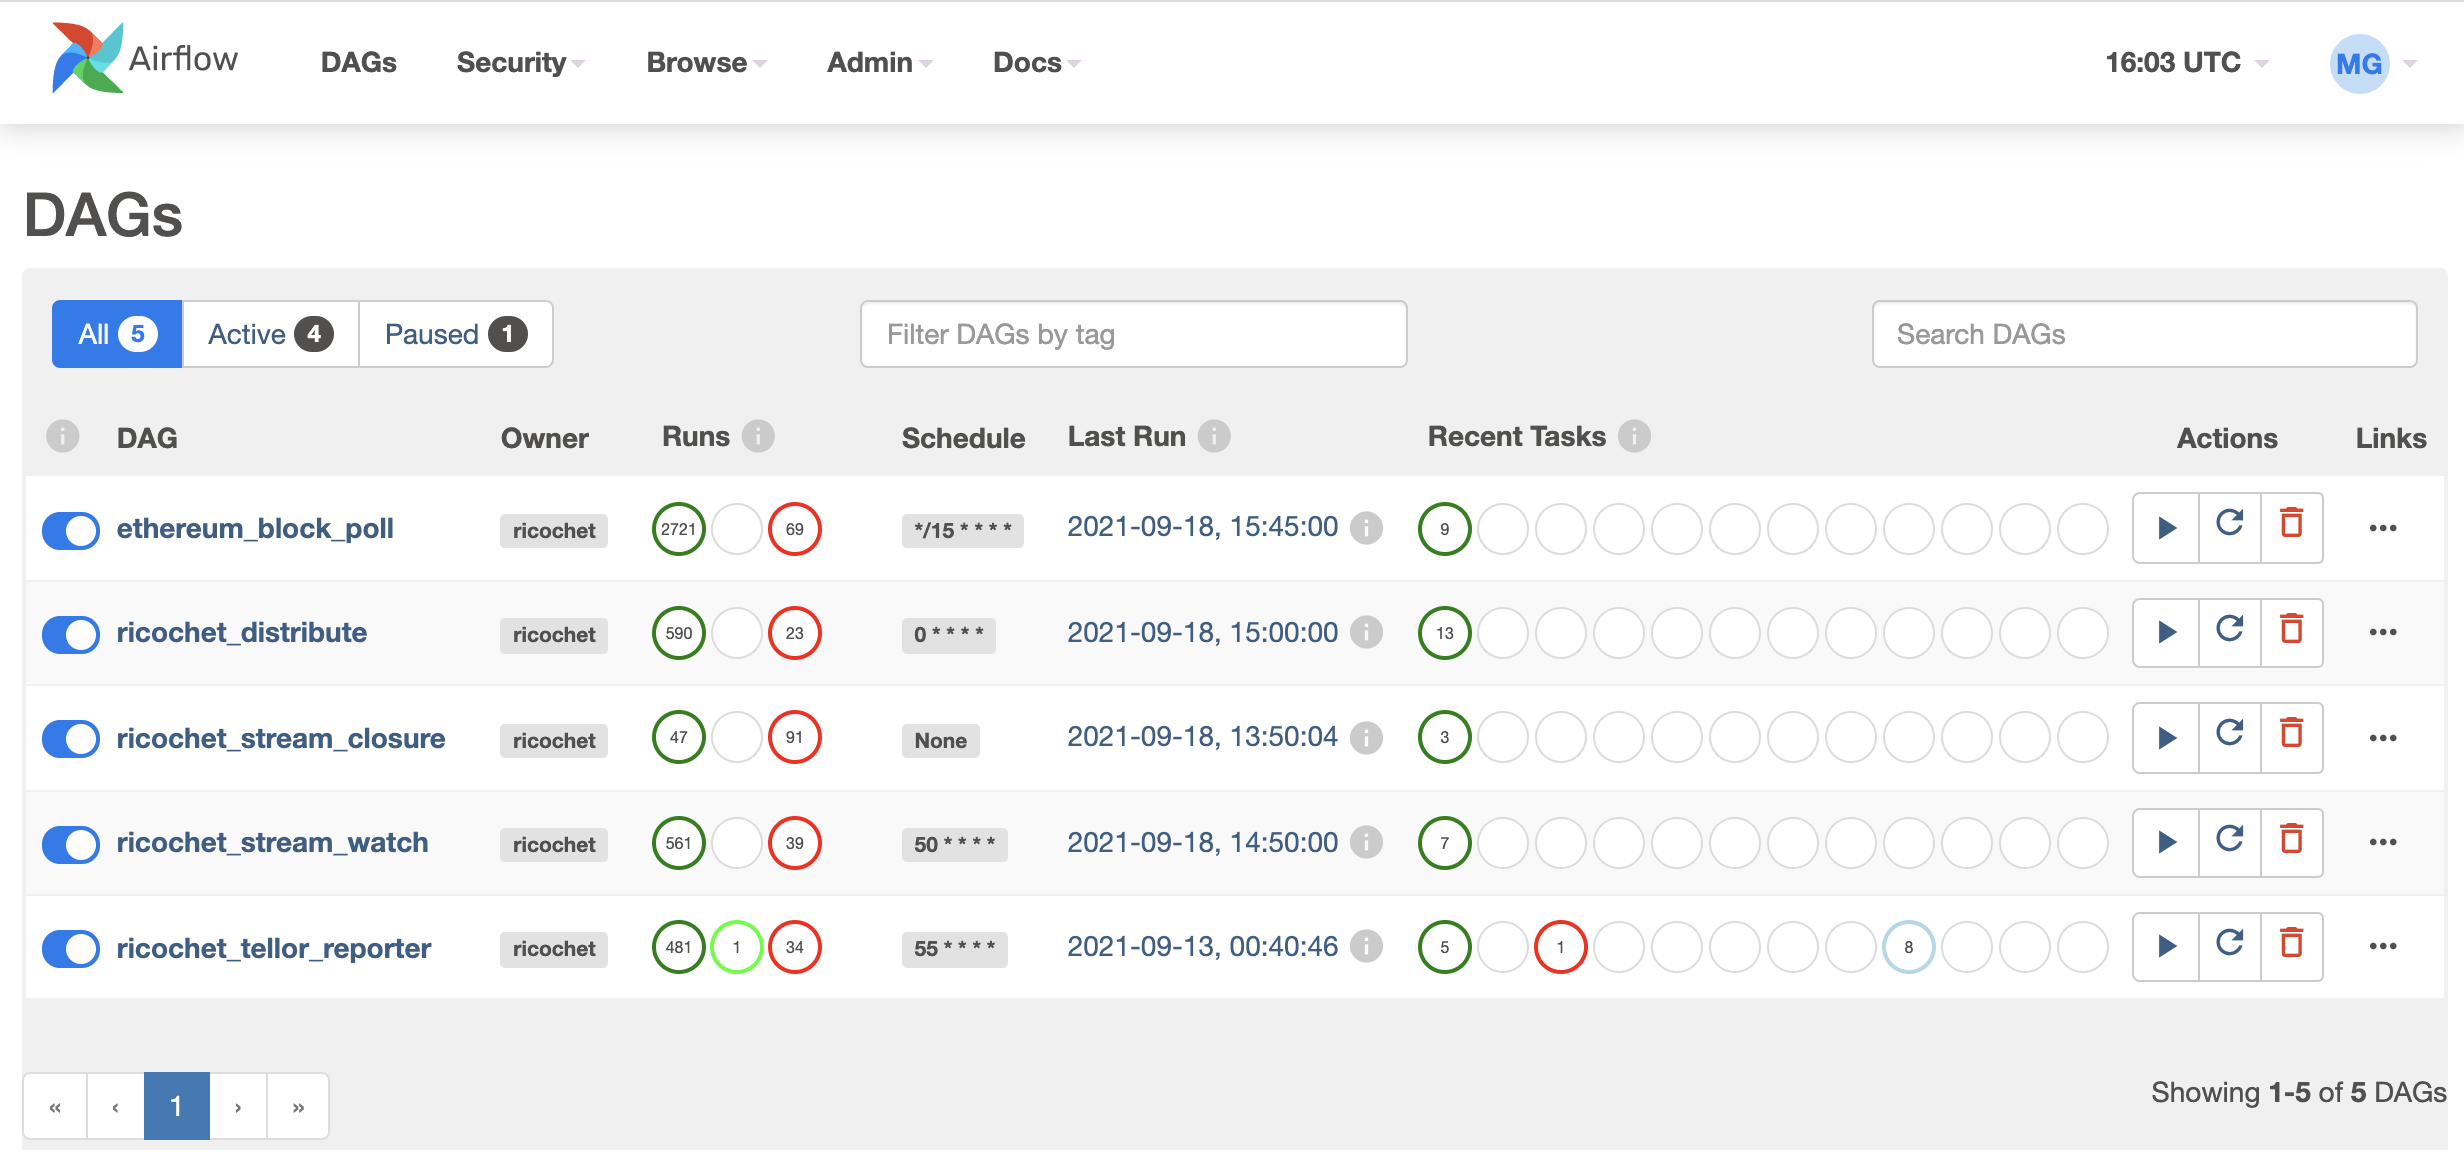 Airflow DAGs Security Browse Admin Docs 16:03 UTC MG
DAGs
All 5 Active 4 Paused 1 Filter DAGs by tag Search DAGs
i DAG Owner Runs i Schedule Last Run i Recent Tasks i Actions Links
ethereum_block_poll ricochet 2721 69 */15 * * * * 2021-09-18, 15:45:00 i 9 ...
ricochet_distribute ricochet 590 23 0 * * * * 2021-09-18, 15:00:00 i 13 ...
ricochet_stream_closure ricochet 47 91 None 2021-09-18, 13:50:04 i 3 ...
ricochet_stream_watch ricochet 561 39 50 * * * * 2021-09-18, 14:50:00 i 7 ...
ricochet_tellor_reporter ricochet 481 1 34 55 * * * * 2021-09-13, 00:40:46 i 5 1 8 ...
« ‹ 1 › » Showing 1-5 of 5 DAGs